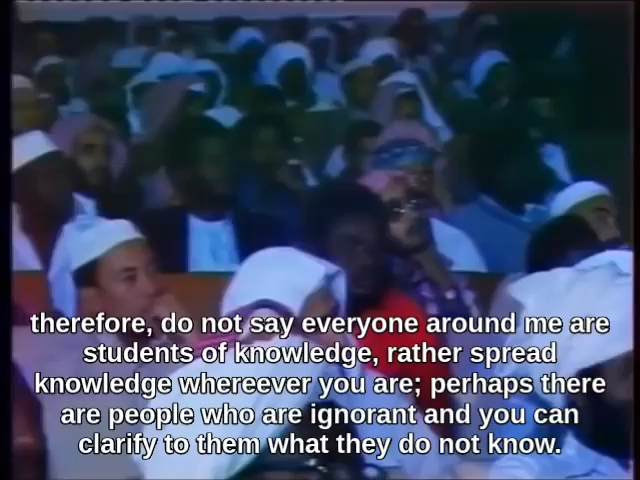 therefore, do not say everyone around me are
students of knowledge, rather spread
knowledge whereever you are; perhaps there
are people who are ignorant and you can
clarify to them what they do not know.